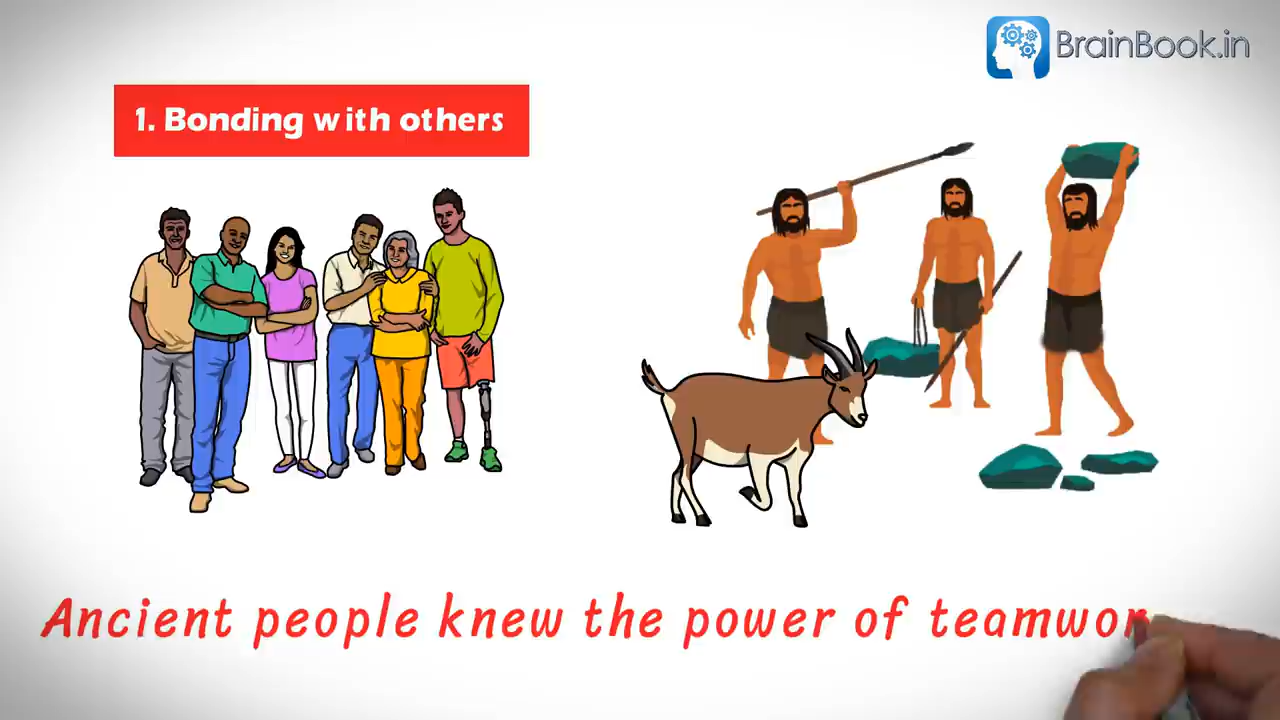 BrainBook.in
1. Bonding with others
Ancient people knew the power of teamwor